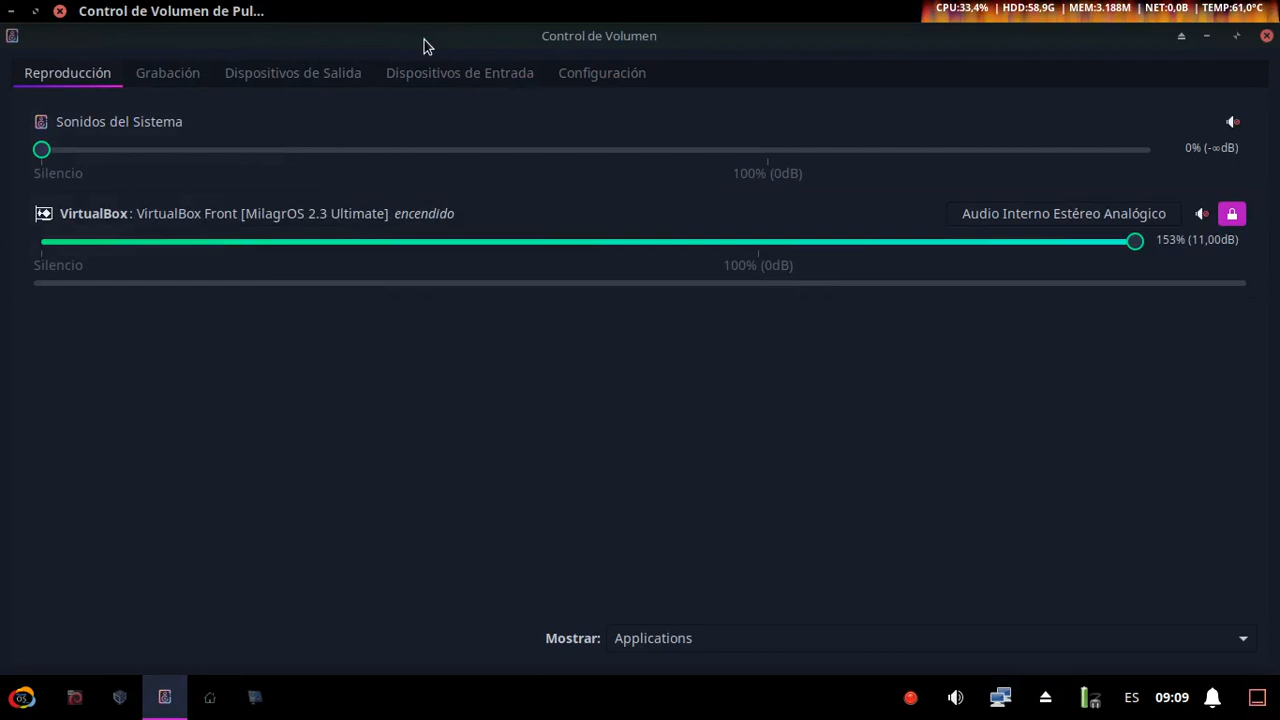 Control de Volumen de Pul...
CPU:33,4% | HDD:58,9G | MEM:3.188M | NET:0,0B | TEMP:61,0°C
Control de Volumen
Reproducción Grabación Dispositivos de Salida Dispositivos de Entrada Configuración
Sonidos del Sistema
0% (-∞dB)
Silencio 100% (0dB)
VirtualBox: VirtualBox Front [MilagrOS 2.3 Ultimate] encendido Audio Interno Estéreo Analógico
153% (11,00dB)
Silencio 100% (0dB)
Mostrar: Applications
OS ES 09:09